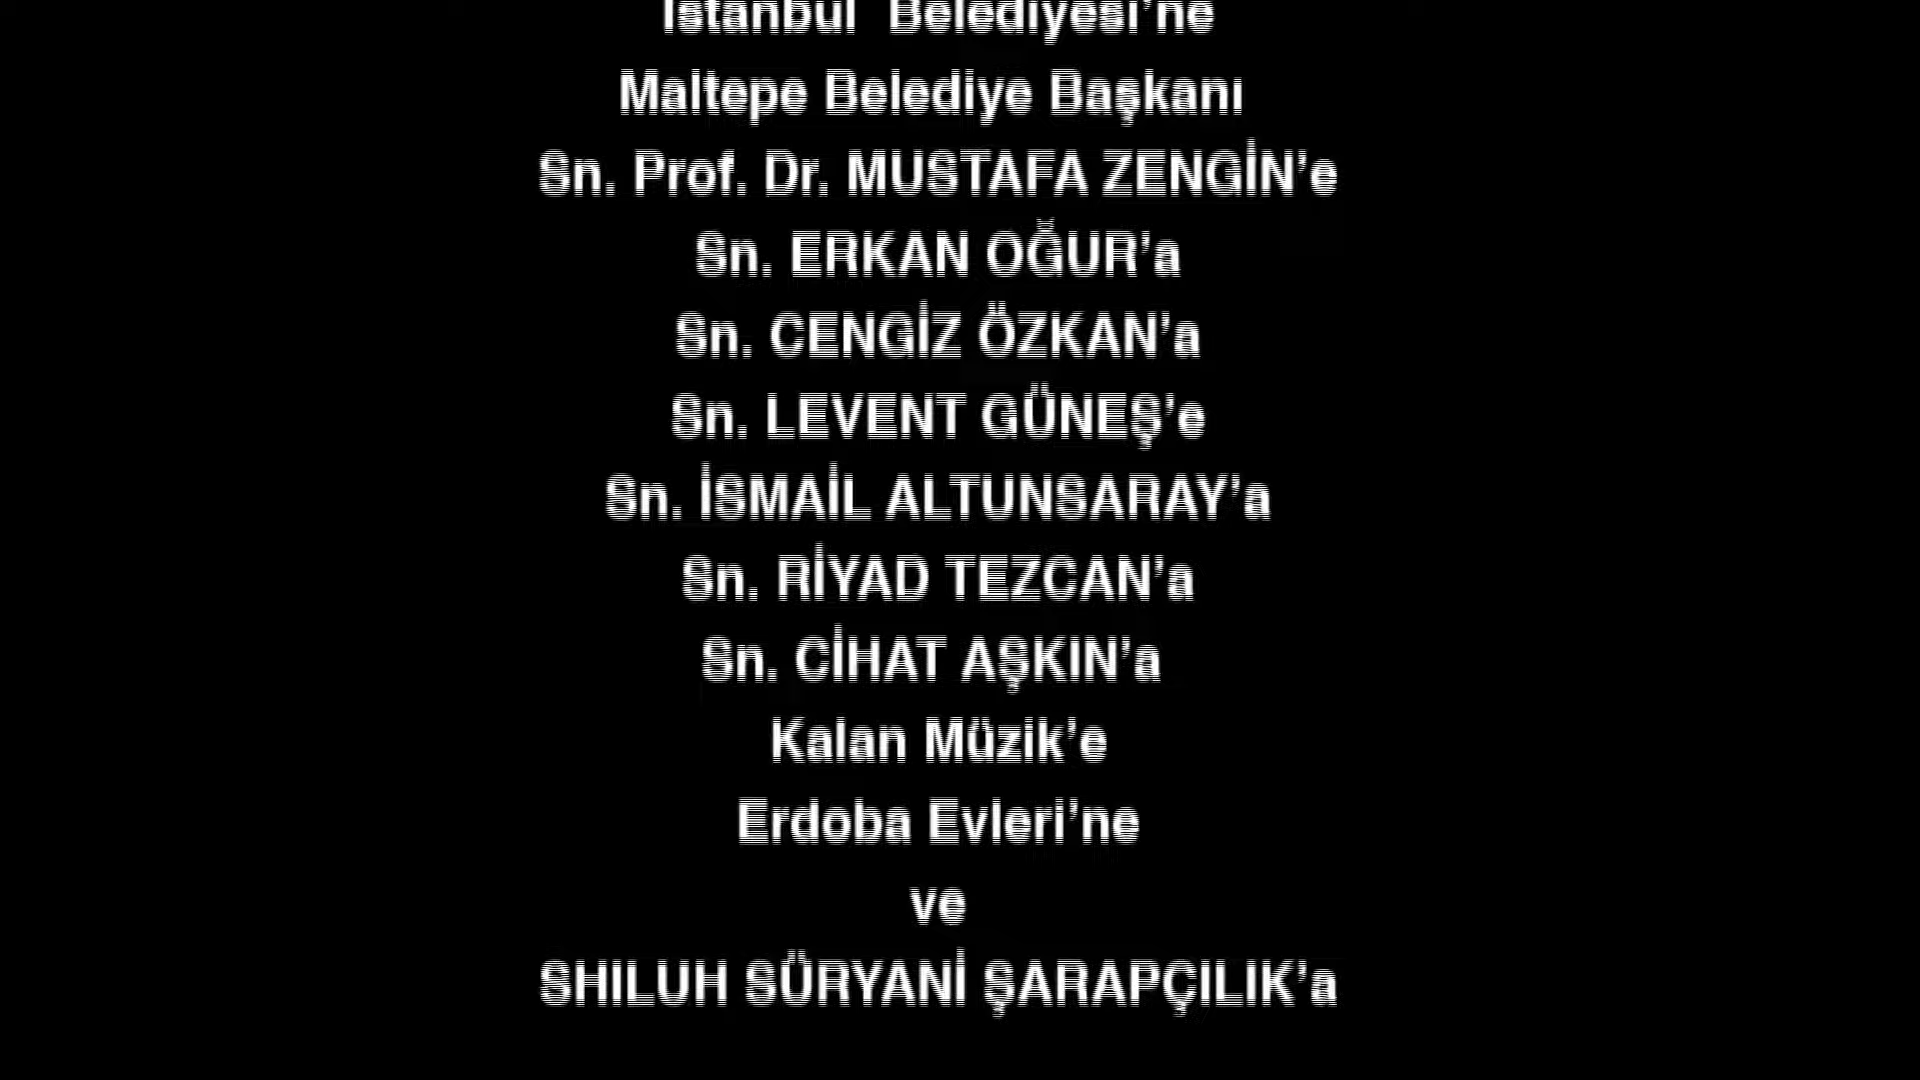 İstanbul Belediyesi’ne
Maltepe Belediye Başkanı
Sn. Prof. Dr. MUSTAFA ZENGİN’e
Sn. ERKAN OĞUR’a
Sn. CENGİZ ÖZKAN’a
Sn. LEVENT GÜNEŞ’e
Sn. İSMAİL ALTUNSARAY’a
Sn. RİYAD TEZCAN’a
Sn. CİHAT AŞKIN’a
Kalan Müzik’e
Erdoba Evleri’ne
ve
SHILUH SÜRYANİ ŞARAPÇILIK’a